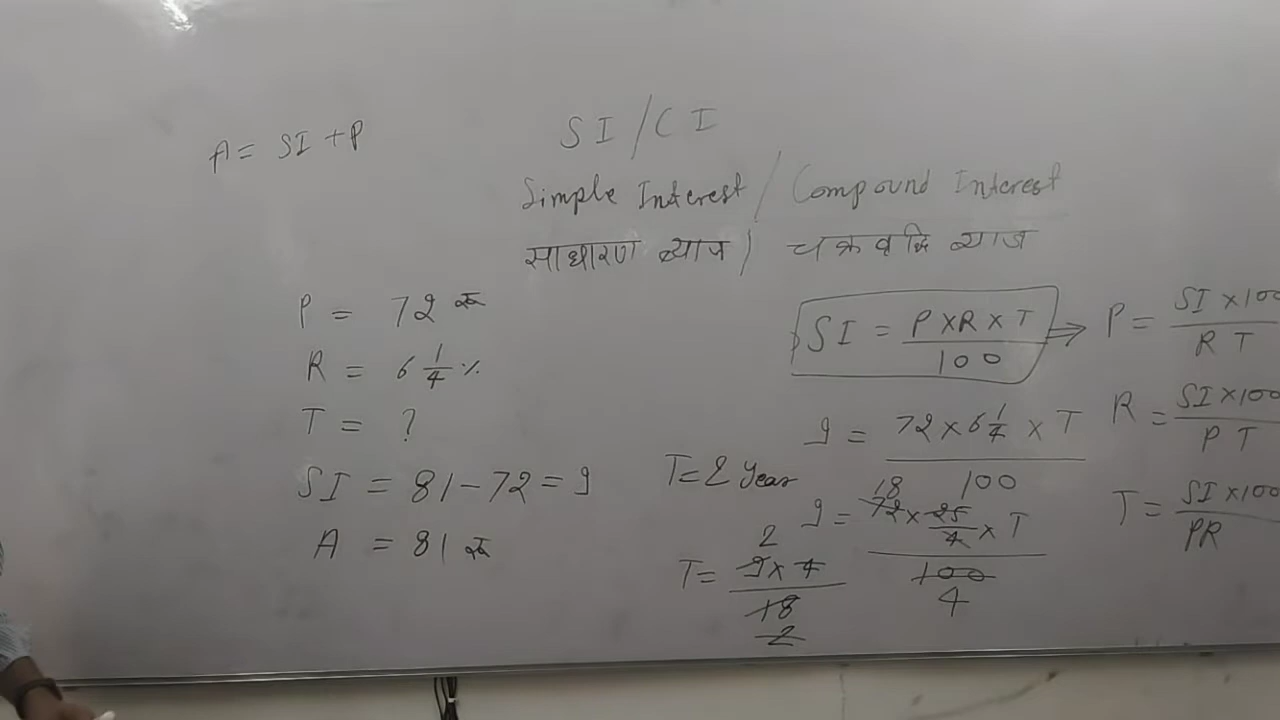 A = SI + P
SI / CI
Simple Interest / Compound Interest
साधारण ब्याज / चक्रवृद्धि ब्याज
P = 72 रू
R = 6 1/4 %
T = ?
SI = 81 - 72 = 9
A = 81 रू
SI = P × R × T / 100 ⇒ P = SI × 100 / R T
9 = 72 × 6 1/4 × T / 100
R = SI × 100 / P T
T = 2 Year
18
9 = 72 × 25/4 × T / 100
4
T = SI × 100 / PR
2
T = 9 × 4 / 18
2